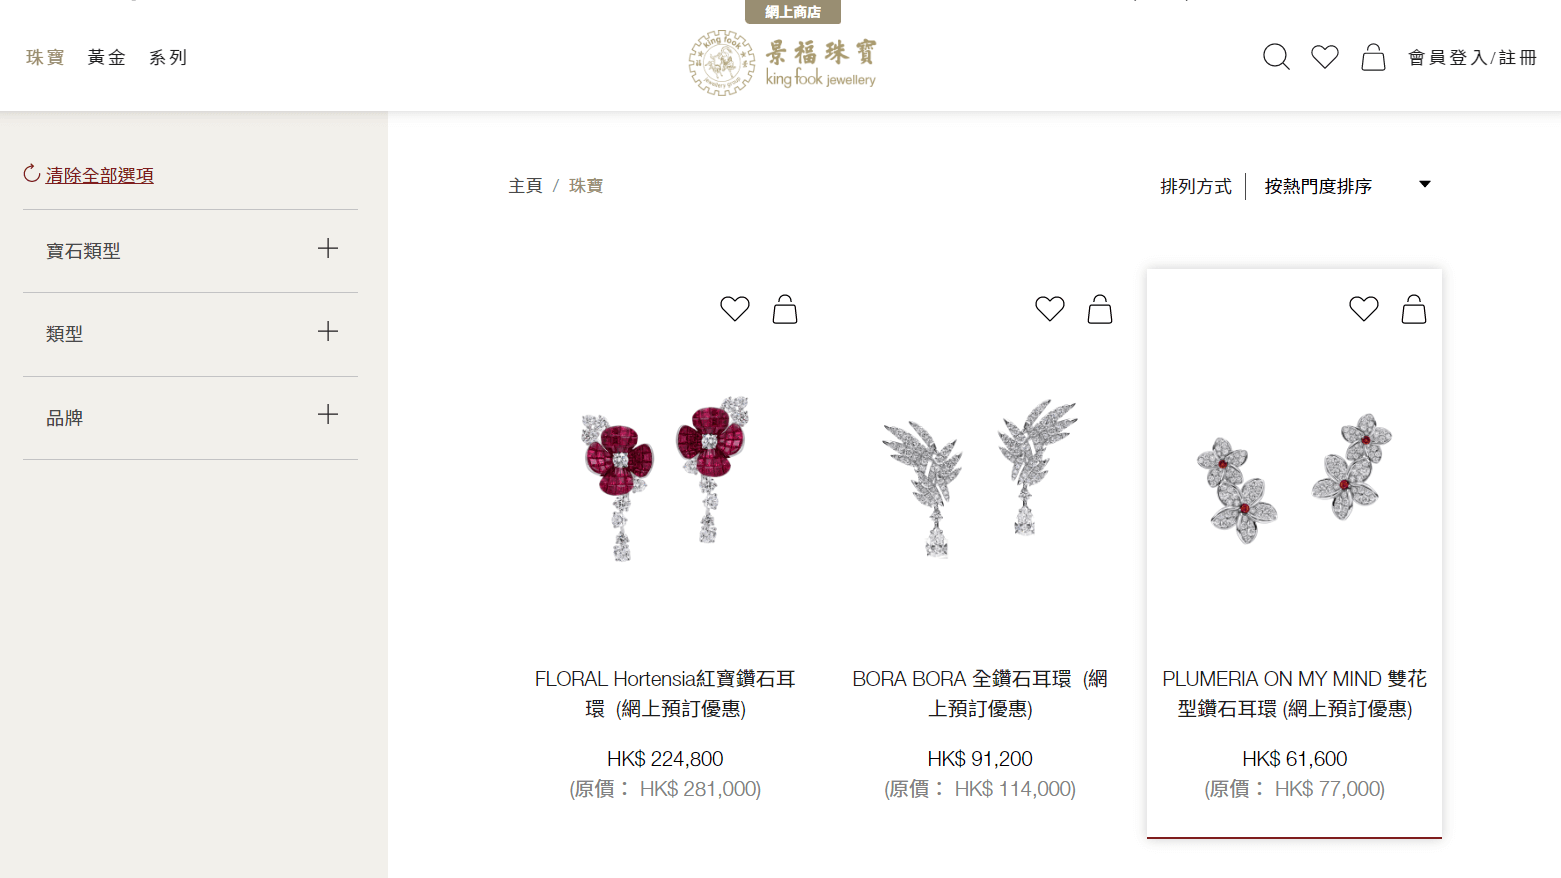 網上商店
珠寶 黃金 系列
king fook
jewellery group
景福珠寶
king fook jewellery
會員登入/註冊
清除全部選項
寶石類型
類型
品牌
主頁 / 珠寶
排列方式 按熱門度排序
FLORAL Hortensia紅寶鑽石耳
環 (網上預訂優惠)
HK$ 224,800
(原價： HK$ 281,000)
BORA BORA 全鑽石耳環 (網
上預訂優惠)
HK$ 91,200
(原價： HK$ 114,000)
PLUMERIA ON MY MIND 雙花
型鑽石耳環 (網上預訂優惠)
HK$ 61,600
(原價： HK$ 77,000)